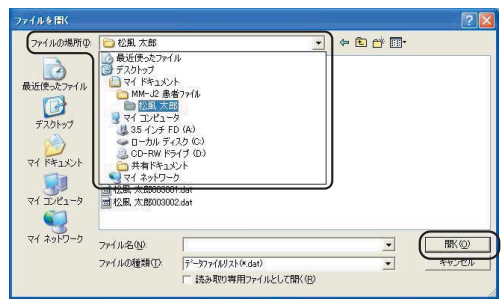 ファイルを開く
ファイルの場所(I):
松風 太郎
最近使ったファイル
デスクトップ
マイ ドキュメント
MM-J2 患者ファイル
松風 太郎
マイ コンピュータ
3.5 インチ FD (A:)
ローカル ディスク (C:)
CD-RW ドライブ (D:)
共有ドキュメント
マイ ネットワーク
松風 太郎003001.dat
松風 太郎003002.dat
最近使ったファイル
デスクトップ
マイ ドキュメント
マイ コンピュータ
マイ ネットワーク
ファイル名(N):
開く(O)
ファイルの種類(T):
データファイルリスト(*.dat)
キャンセル
読み取り専用ファイルとして開く(R)